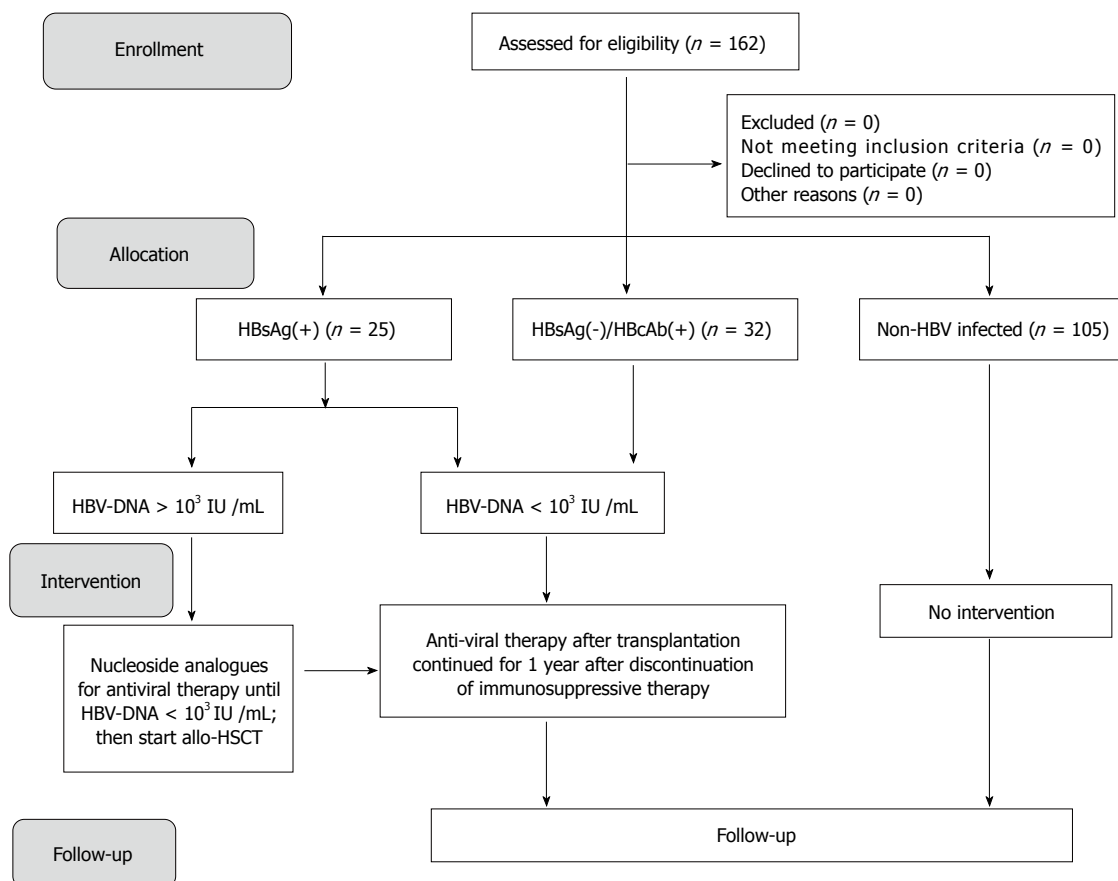 Enrollment
Assessed for eligibility (n = 162)
Excluded (n = 0)
Not meeting inclusion criteria (n = 0)
Declined to participate (n = 0)
Other reasons (n = 0)
Allocation
HBsAg(+) (n = 25)
HBsAg(-)/HBcAb(+) (n = 32)
Non-HBV infected (n = 105)
HBV-DNA > 10³ IU /mL
HBV-DNA < 10³ IU /mL
Intervention
Nucleoside analogues
for antiviral therapy until
HBV-DNA < 10³ IU /mL;
then start allo-HSCT
Anti-viral therapy after transplantation
continued for 1 year after discontinuation
of immunosuppressive therapy
No intervention
Follow-up
Follow-up